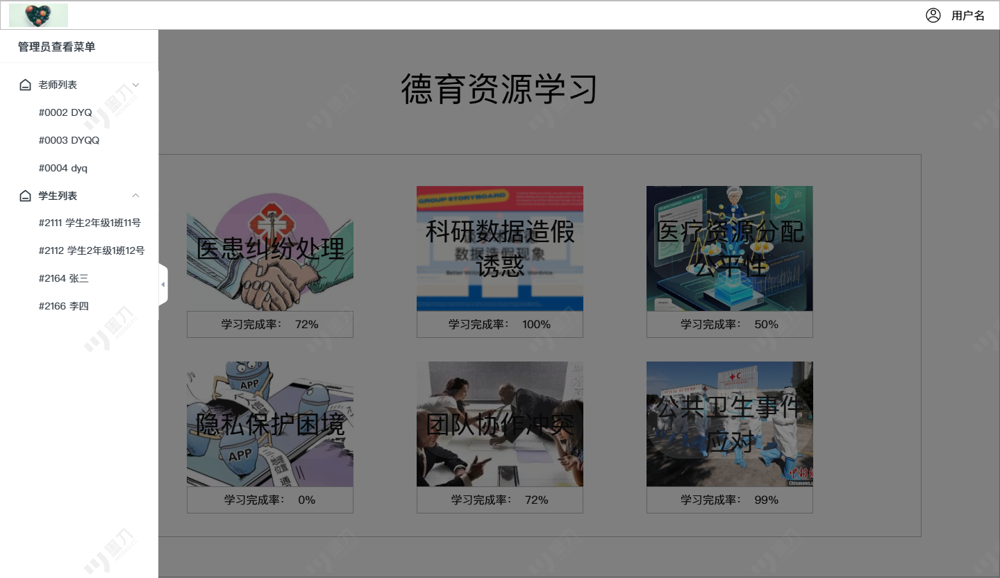 用户名
管理员查看菜单
老师列表
#0002 DYQ
#0003 DYQQ
#0004 dyq
学生列表
#2111 学生2年级1班11号
#2112 学生2年级1班12号
#2164 张三
#2166 李四
德育资源学习
医患纠纷处理
学习完成率： 72%
GROUP STORYBOARD
科研数据造假
诱惑
数据造假现象
学习完成率： 100%
医疗资源分配
公平性
学习完成率： 50%
APP
隐私保护困境
APP
地理
位置
通
学习完成率： 0%
团队协作冲突
学习完成率： 72%
公共卫生事件
应对
Chinanews.c
学习完成率： 99%
墨刀
MODAO.CC